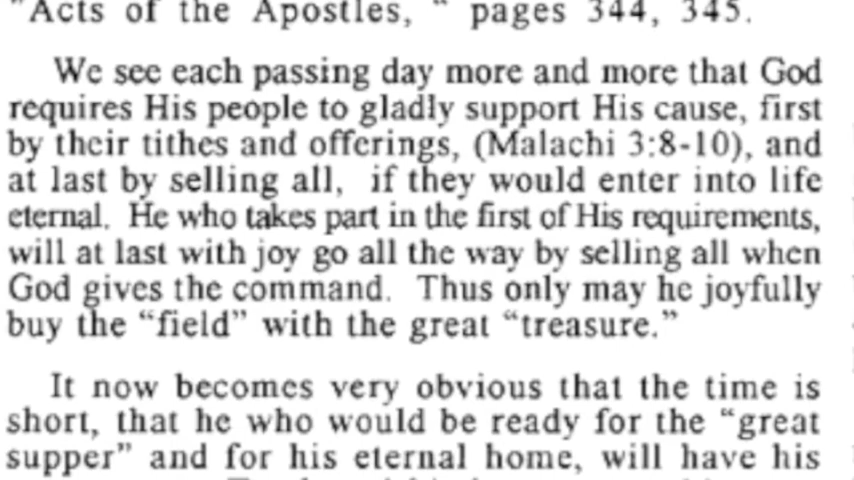 "Acts of the Apostles, " pages 344, 345.
We see each passing day more and more that God
requires His people to gladly support His cause, first
by their tithes and offerings, (Malachi 3:8-10), and
at last by selling all, if they would enter into life
eternal. He who takes part in the first of His requirements,
will at last with joy go all the way by selling all when
God gives the command. Thus only may he joyfully
buy the “field” with the great “treasure.”
It now becomes very obvious that the time is
short, that he who would be ready for the “great
supper” and for his eternal home, will have his